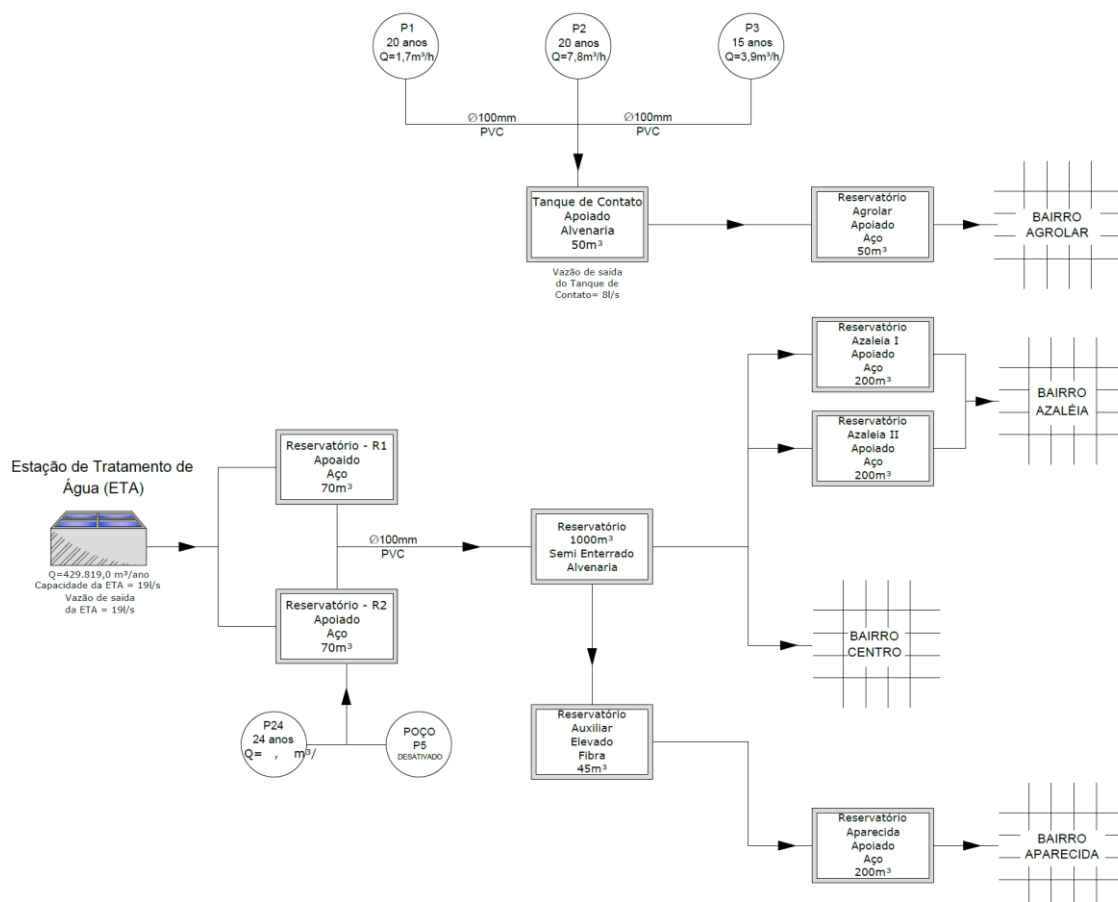 P1
20 anos
Q=1,7m³/h
P2
20 anos
Q=7,8m³/h
P3
15 anos
Q=3,9m³/h
Ø100mm
PVC
Ø100mm
PVC
Tanque de Contato
Apoiado
Alvenaria
50m³
Vazão de saída
do Tanque de
Contato= 8l/s
Reservatório
Agrolar
Apoiado
Aço
50m³
BAIRRO
AGROLAR
Reservatório
Azaleia I
Apoiado
Aço
200m³
Reservatório
Azaleia II
Apoiado
Aço
200m³
BAIRRO
AZALÉIA
Estação de Tratamento de
Água (ETA)
Q=429.819,0 m³/ano
Capacidade da ETA = 19l/s
Vazão de saída
da ETA = 19l/s
Reservatório - R1
Apoaido
Aço
70m³
Ø100mm
PVC
Reservatório - R2
Apoiado
Aço
70m³
Reservatório
1000m³
Semi Enterrado
Alvenaria
BAIRRO
CENTRO
P24
24 anos
Q= , m³/
POÇO
P5
DESATIVADO
Reservatório
Auxiliar
Elevado
Fibra
45m³
Reservatório
Aparecida
Apoiado
Aço
200m³
BAIRRO
APARECIDA